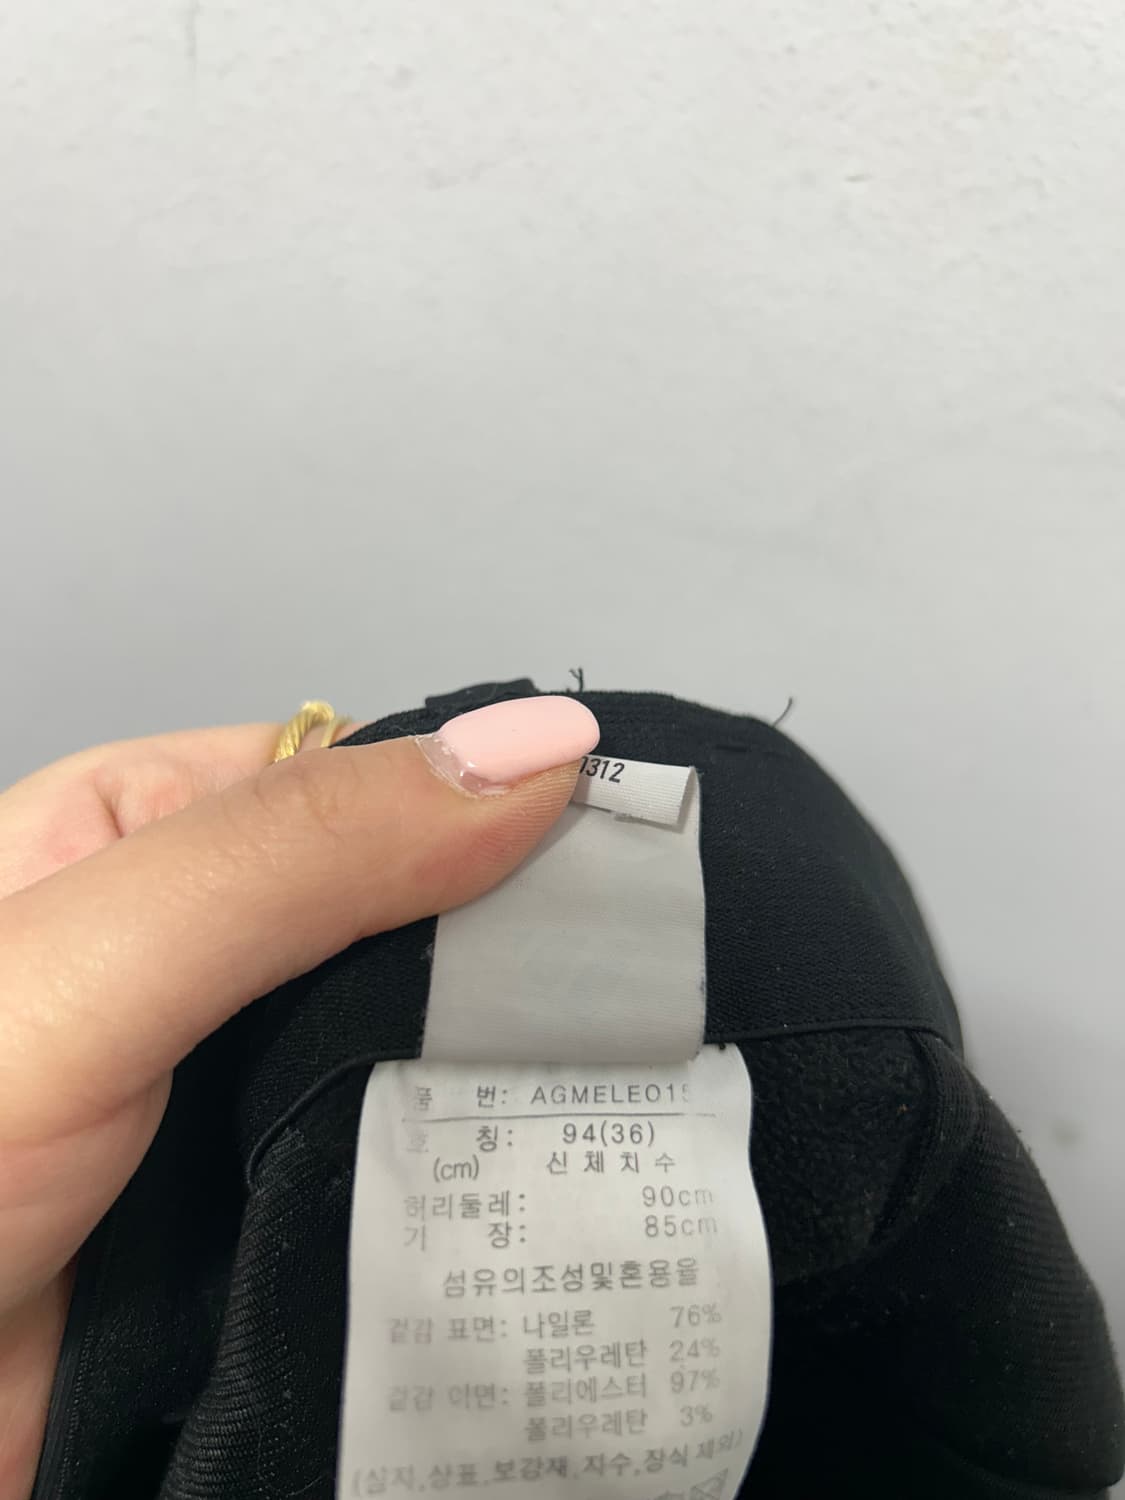 0312
품 번: AGMELE015
호 칭: 94(36)
(cm) 신 체 치 수
허리둘레: 90cm
기 장: 85cm
섬유의조성및혼용율
겉감 표면: 나일론 76%
폴리우레탄 24%
겉감 이면: 폴리에스터 97%
폴리우레탄 3%
(심지,상표,보강재,자수,장식 제외)